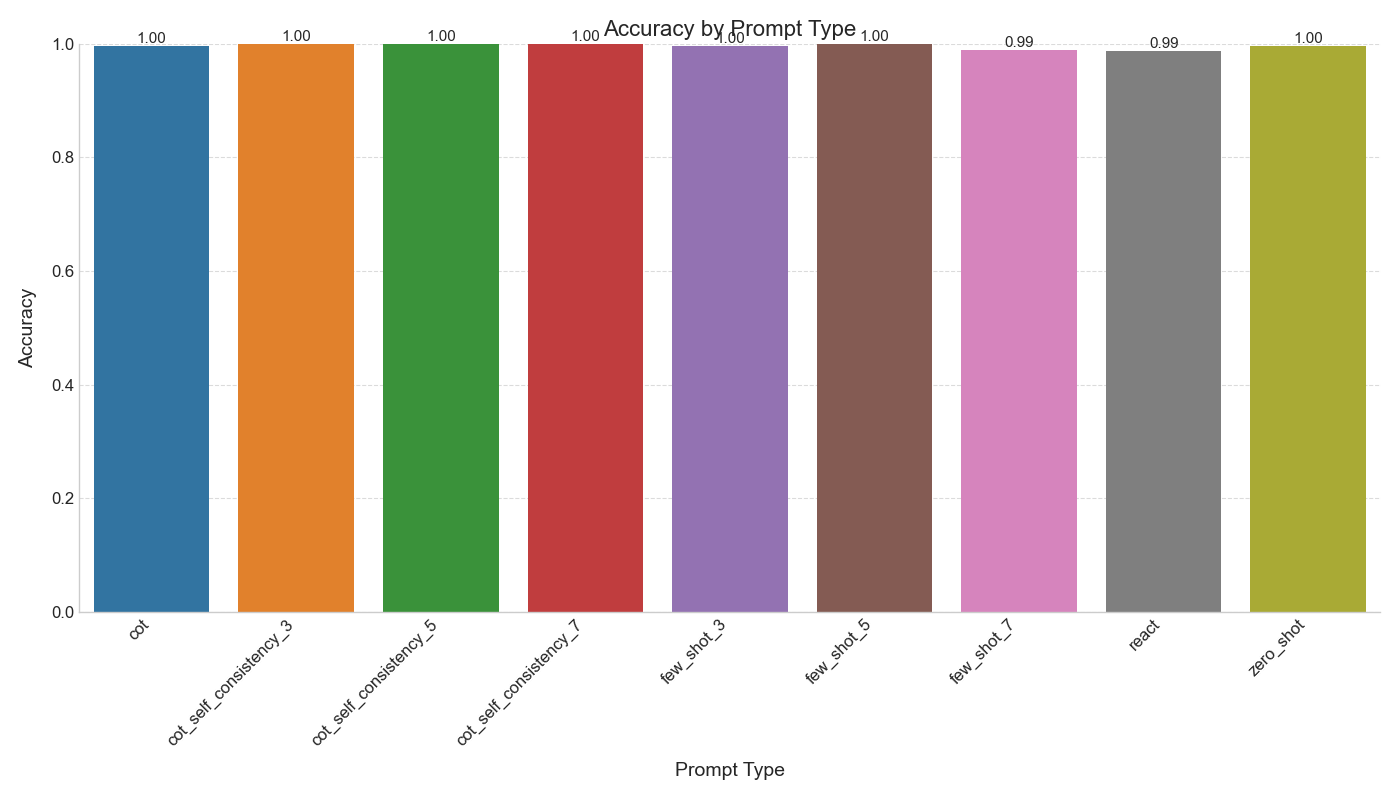 Accuracy by Prompt Type
1.00
1.00
1.00
1.00
1.00
1.00
0.99
0.99
1.00
1.0
0.8
0.6
0.4
0.2
0.0
Accuracy
cot
cot_self_consistency_3
cot_self_consistency_5
cot_self_consistency_7
few_shot_3
few_shot_5
few_shot_7
react
zero_shot
Prompt Type